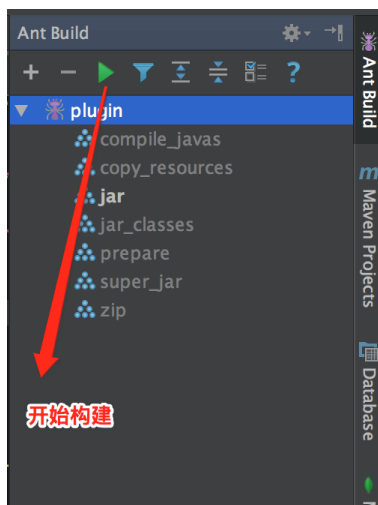 Ant Build
plugin
compile_javas
copy_resources
jar
jar_classes
prepare
super_jar
zip
开始构建
Ant Build
Maven Projects
Database